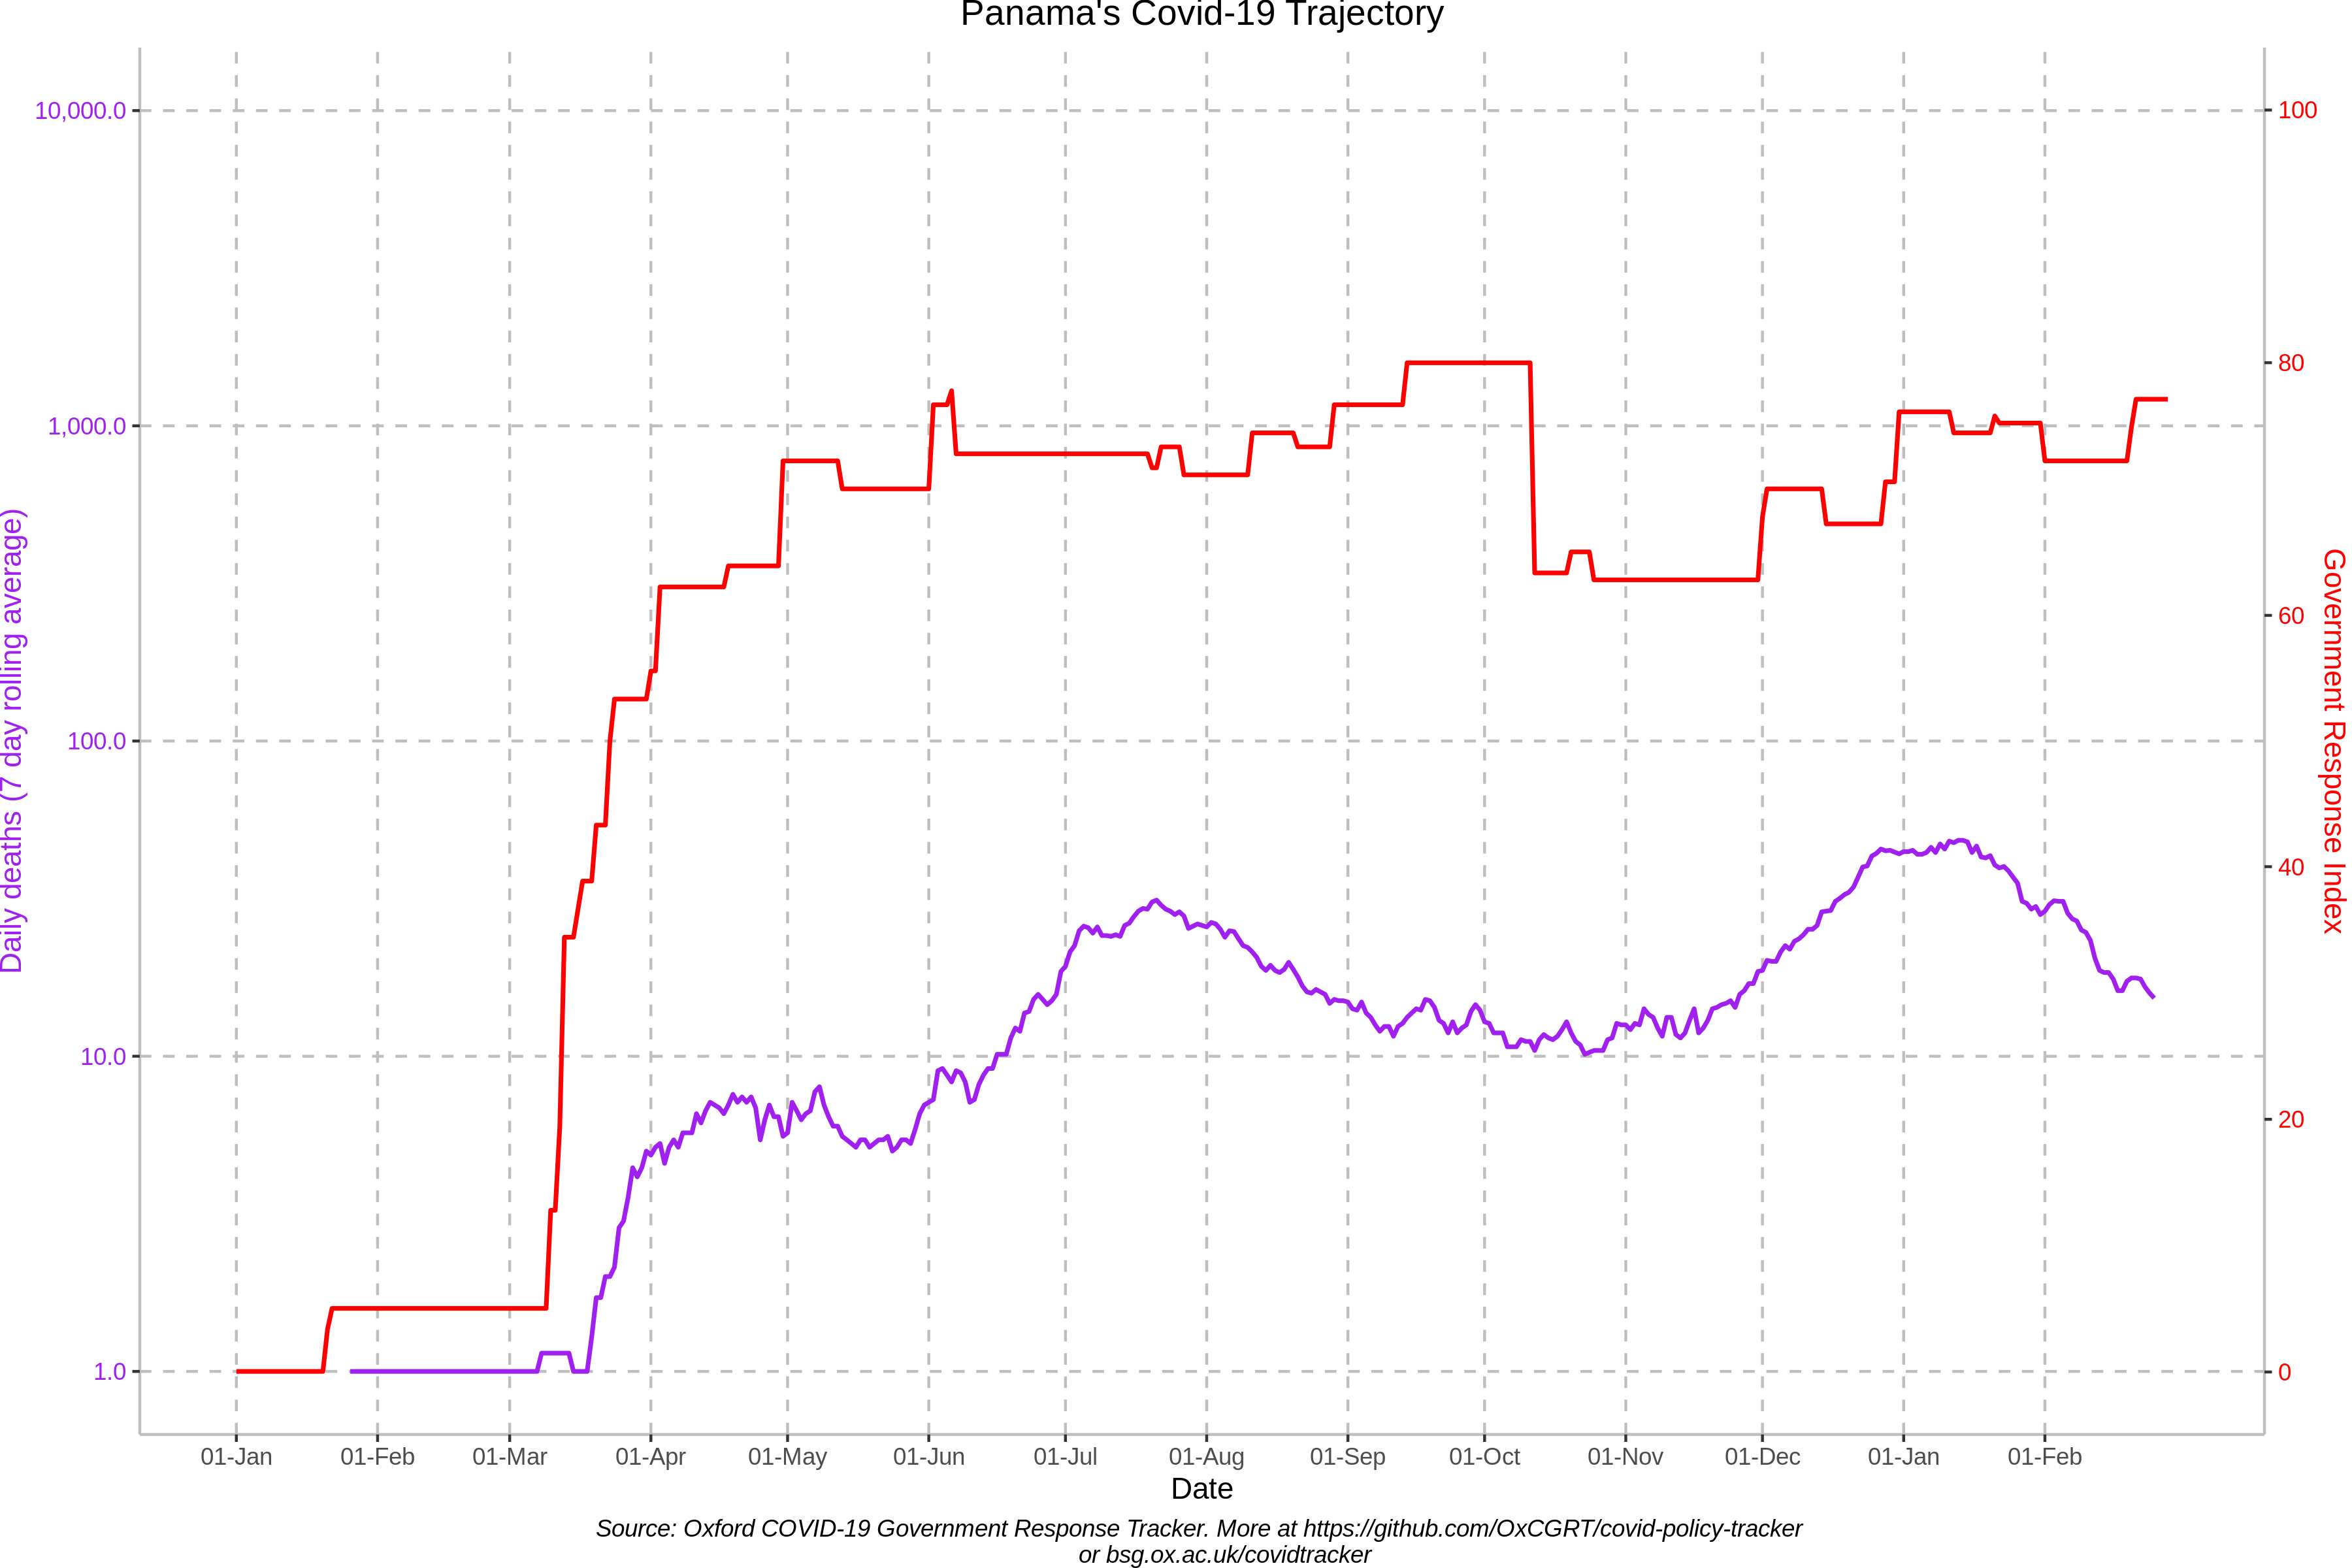 Panama's Covid-19 Trajectory
10,000.0
1,000.0
100.0
10.0
1.0
Daily deaths (7 day rolling average)
100
80
60
40
20
0
Government Response Index
01-Jan
01-Feb
01-Mar
01-Apr
01-May
01-Jun
01-Jul
01-Aug
01-Sep
01-Oct
01-Nov
01-Dec
01-Jan
01-Feb
Date
Source: Oxford COVID-19 Government Response Tracker. More at https://github.com/OxCGRT/covid-policy-tracker
or bsg.ox.ac.uk/covidtracker